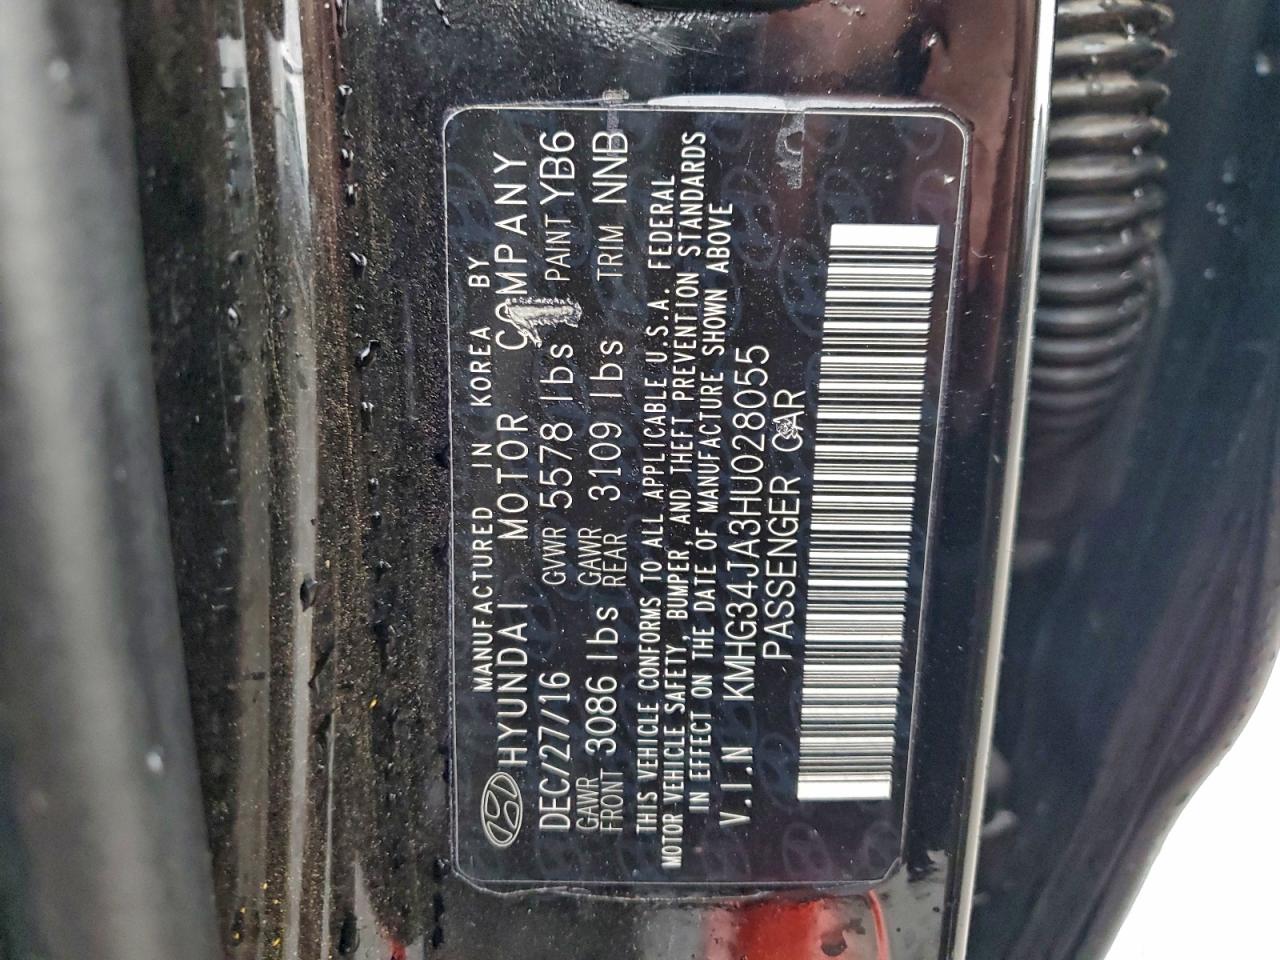 MANUFACTURED IN KOREA BY
HYUNDAI MOTOR COMPANY
DEC/27/16 GVWR 5578 lbs PAINT YB6
GAWR FRONT 3086 lbs GAWR REAR 3109 lbs TRIM NNB
THIS VEHICLE CONFORMS TO ALL APPLICABLE U.S.A. FEDERAL
MOTOR VEHICLE SAFETY, BUMPER, AND THEFT PREVENTION STANDARDS
IN EFFECT ON THE DATE OF MANUFACTURE SHOWN ABOVE
V.I.N KMHG34JA3HU028055
PASSENGER CAR